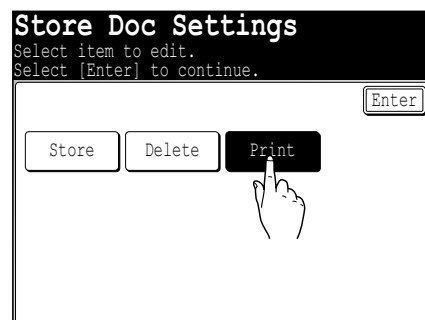 Store Doc Settings
Select item to edit.
Select [Enter] to continue.
Enter
Store Delete Print